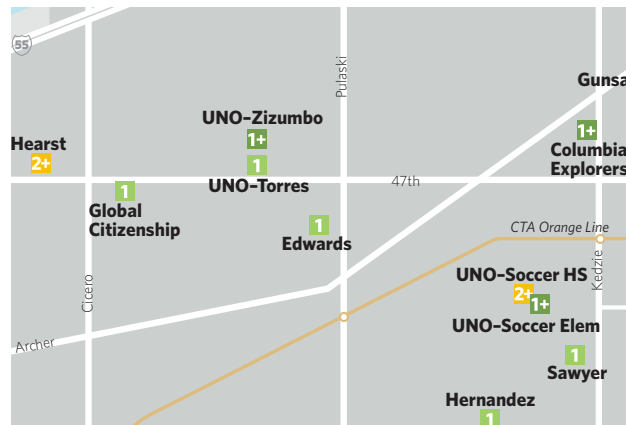 55
Pulaski
Gunsa
UNO–Zizumbo
1+
1+
Hearst
2+
Columbia
Explorers
1
UNO–Torres
47th
1
Global
Citizenship
1
Edwards
CTA Orange Line
Kedzie
Cicero
UNO–Soccer HS
2+
1+
UNO–Soccer Elem
Archer
1
Sawyer
Hernandez
1